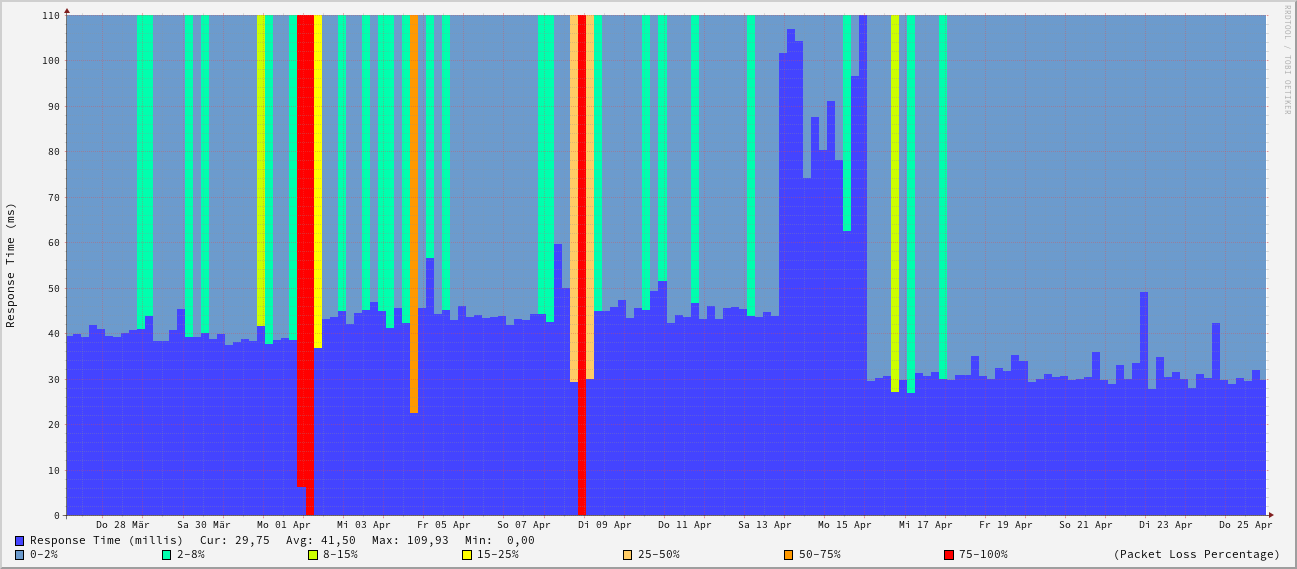 110
100
90
80
70
60
50
40
30
20
10
0
Response Time (ms)
RRDTOOL / TOBI OETIKER
Do 28 Mär Sa 30 Mär Mo 01 Apr Mi 03 Apr Fr 05 Apr So 07 Apr Di 09 Apr Do 11 Apr Sa 13 Apr Mo 15 Apr Mi 17 Apr Fr 19 Apr So 21 Apr Di 23 Apr Do 25 Apr
Response Time (millis) Cur: 29,75 Avg: 41,50 Max: 109,93 Min: 0,00
0-2% 2-8% 8-15% 15-25% 25-50% 50-75% 75-100% (Packet Loss Percentage)